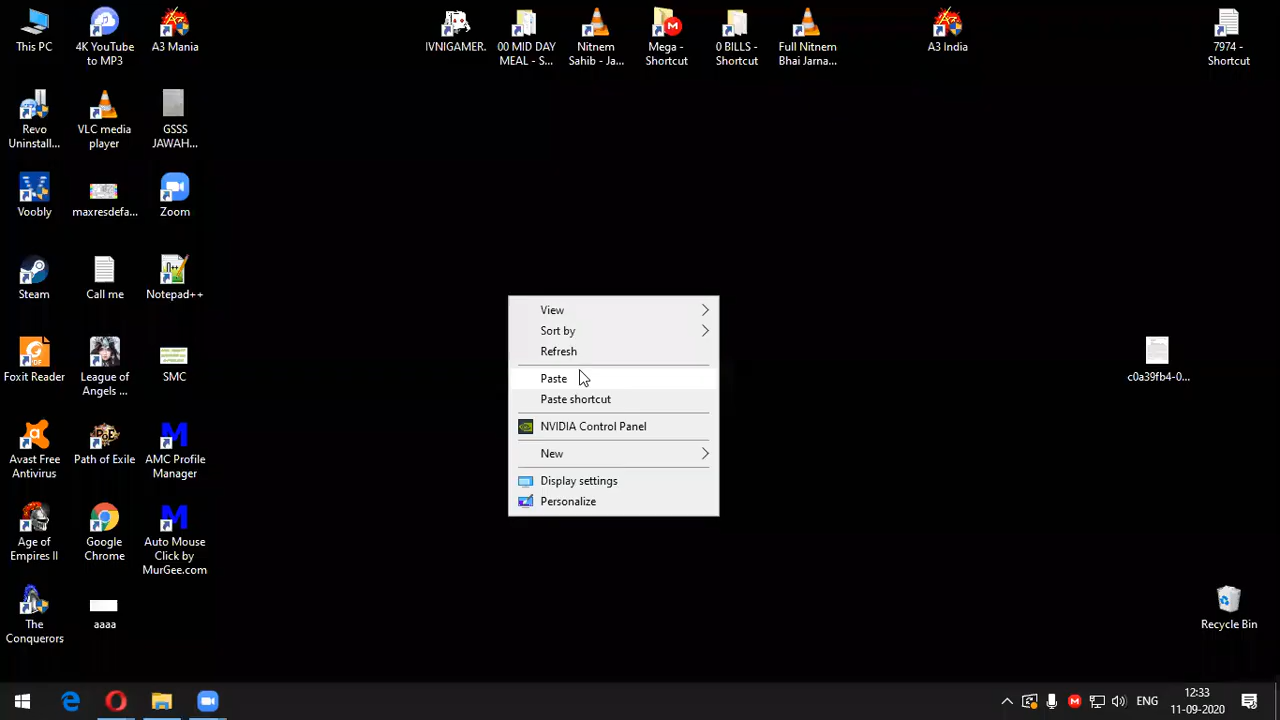 This PC
4K YouTube
to MP3
A3 Mania
IVNIGAMER.
00 MID DAY
MEAL - S...
Nitnem
Sahib - Ja...
Mega -
Shortcut
0 BILLS -
Shortcut
Full Nitnem
Bhai Jarna...
A3 India
7974 -
Shortcut
Revo
Uninstall...
VLC media
player
GSSS
JAWAH...
Voobly
maxresdefa...
Zoom
Steam
Call me
Notepad++
Foxit Reader
League of
Angels ...
SMC
c0a39fb4-0...
Avast Free
Antivirus
Path of Exile
AMC Profile
Manager
Age of
Empires II
Google
Chrome
Auto Mouse
Click by
MurGee.com
The
Conquerors
aaaa
Recycle Bin
View
Sort by
Refresh
Paste
Paste shortcut
NVIDIA Control Panel
New
Display settings
Personalize
ENG
12:33
11-09-2020